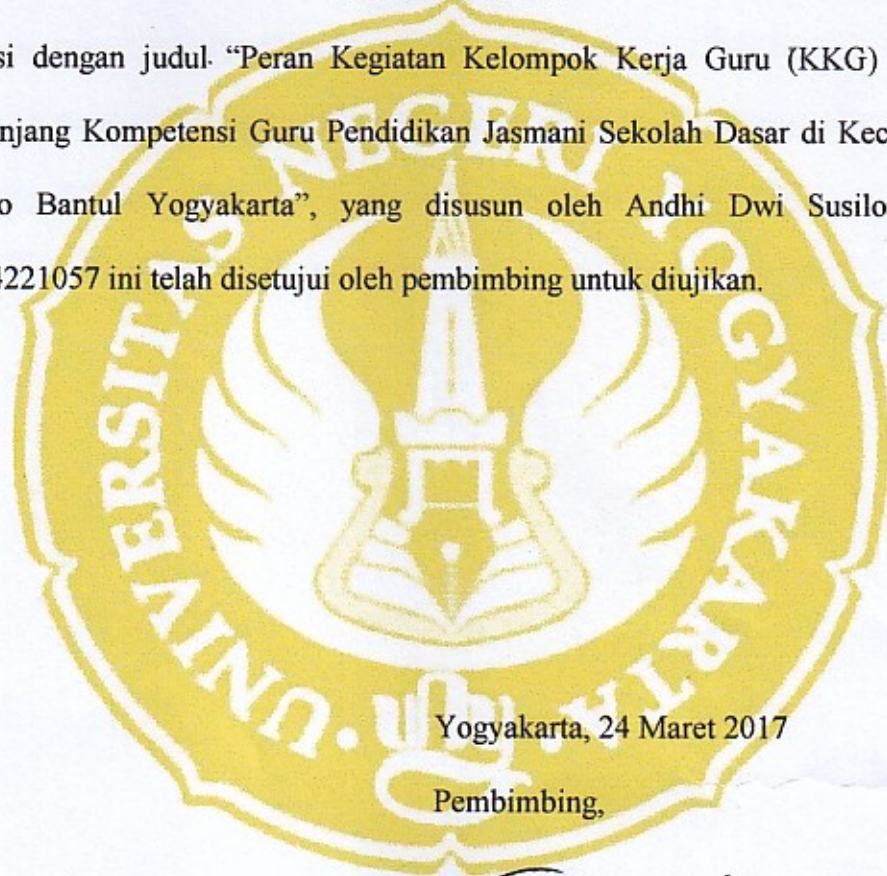 si dengan judul “Peran Kegiatan Kelompok Kerja Guru (KKG)
njang Kompetensi Guru Pendidikan Jasmani Sekolah Dasar di Kec
o Bantul Yogyakarta”, yang disusun oleh Andhi Dwi Susilo
4221057 ini telah disetujui oleh pembimbing untuk diujikan.
UNIVERSITAS NEGERI YOGYAKARTA
Yogyakarta, 24 Maret 2017
Pembimbing,